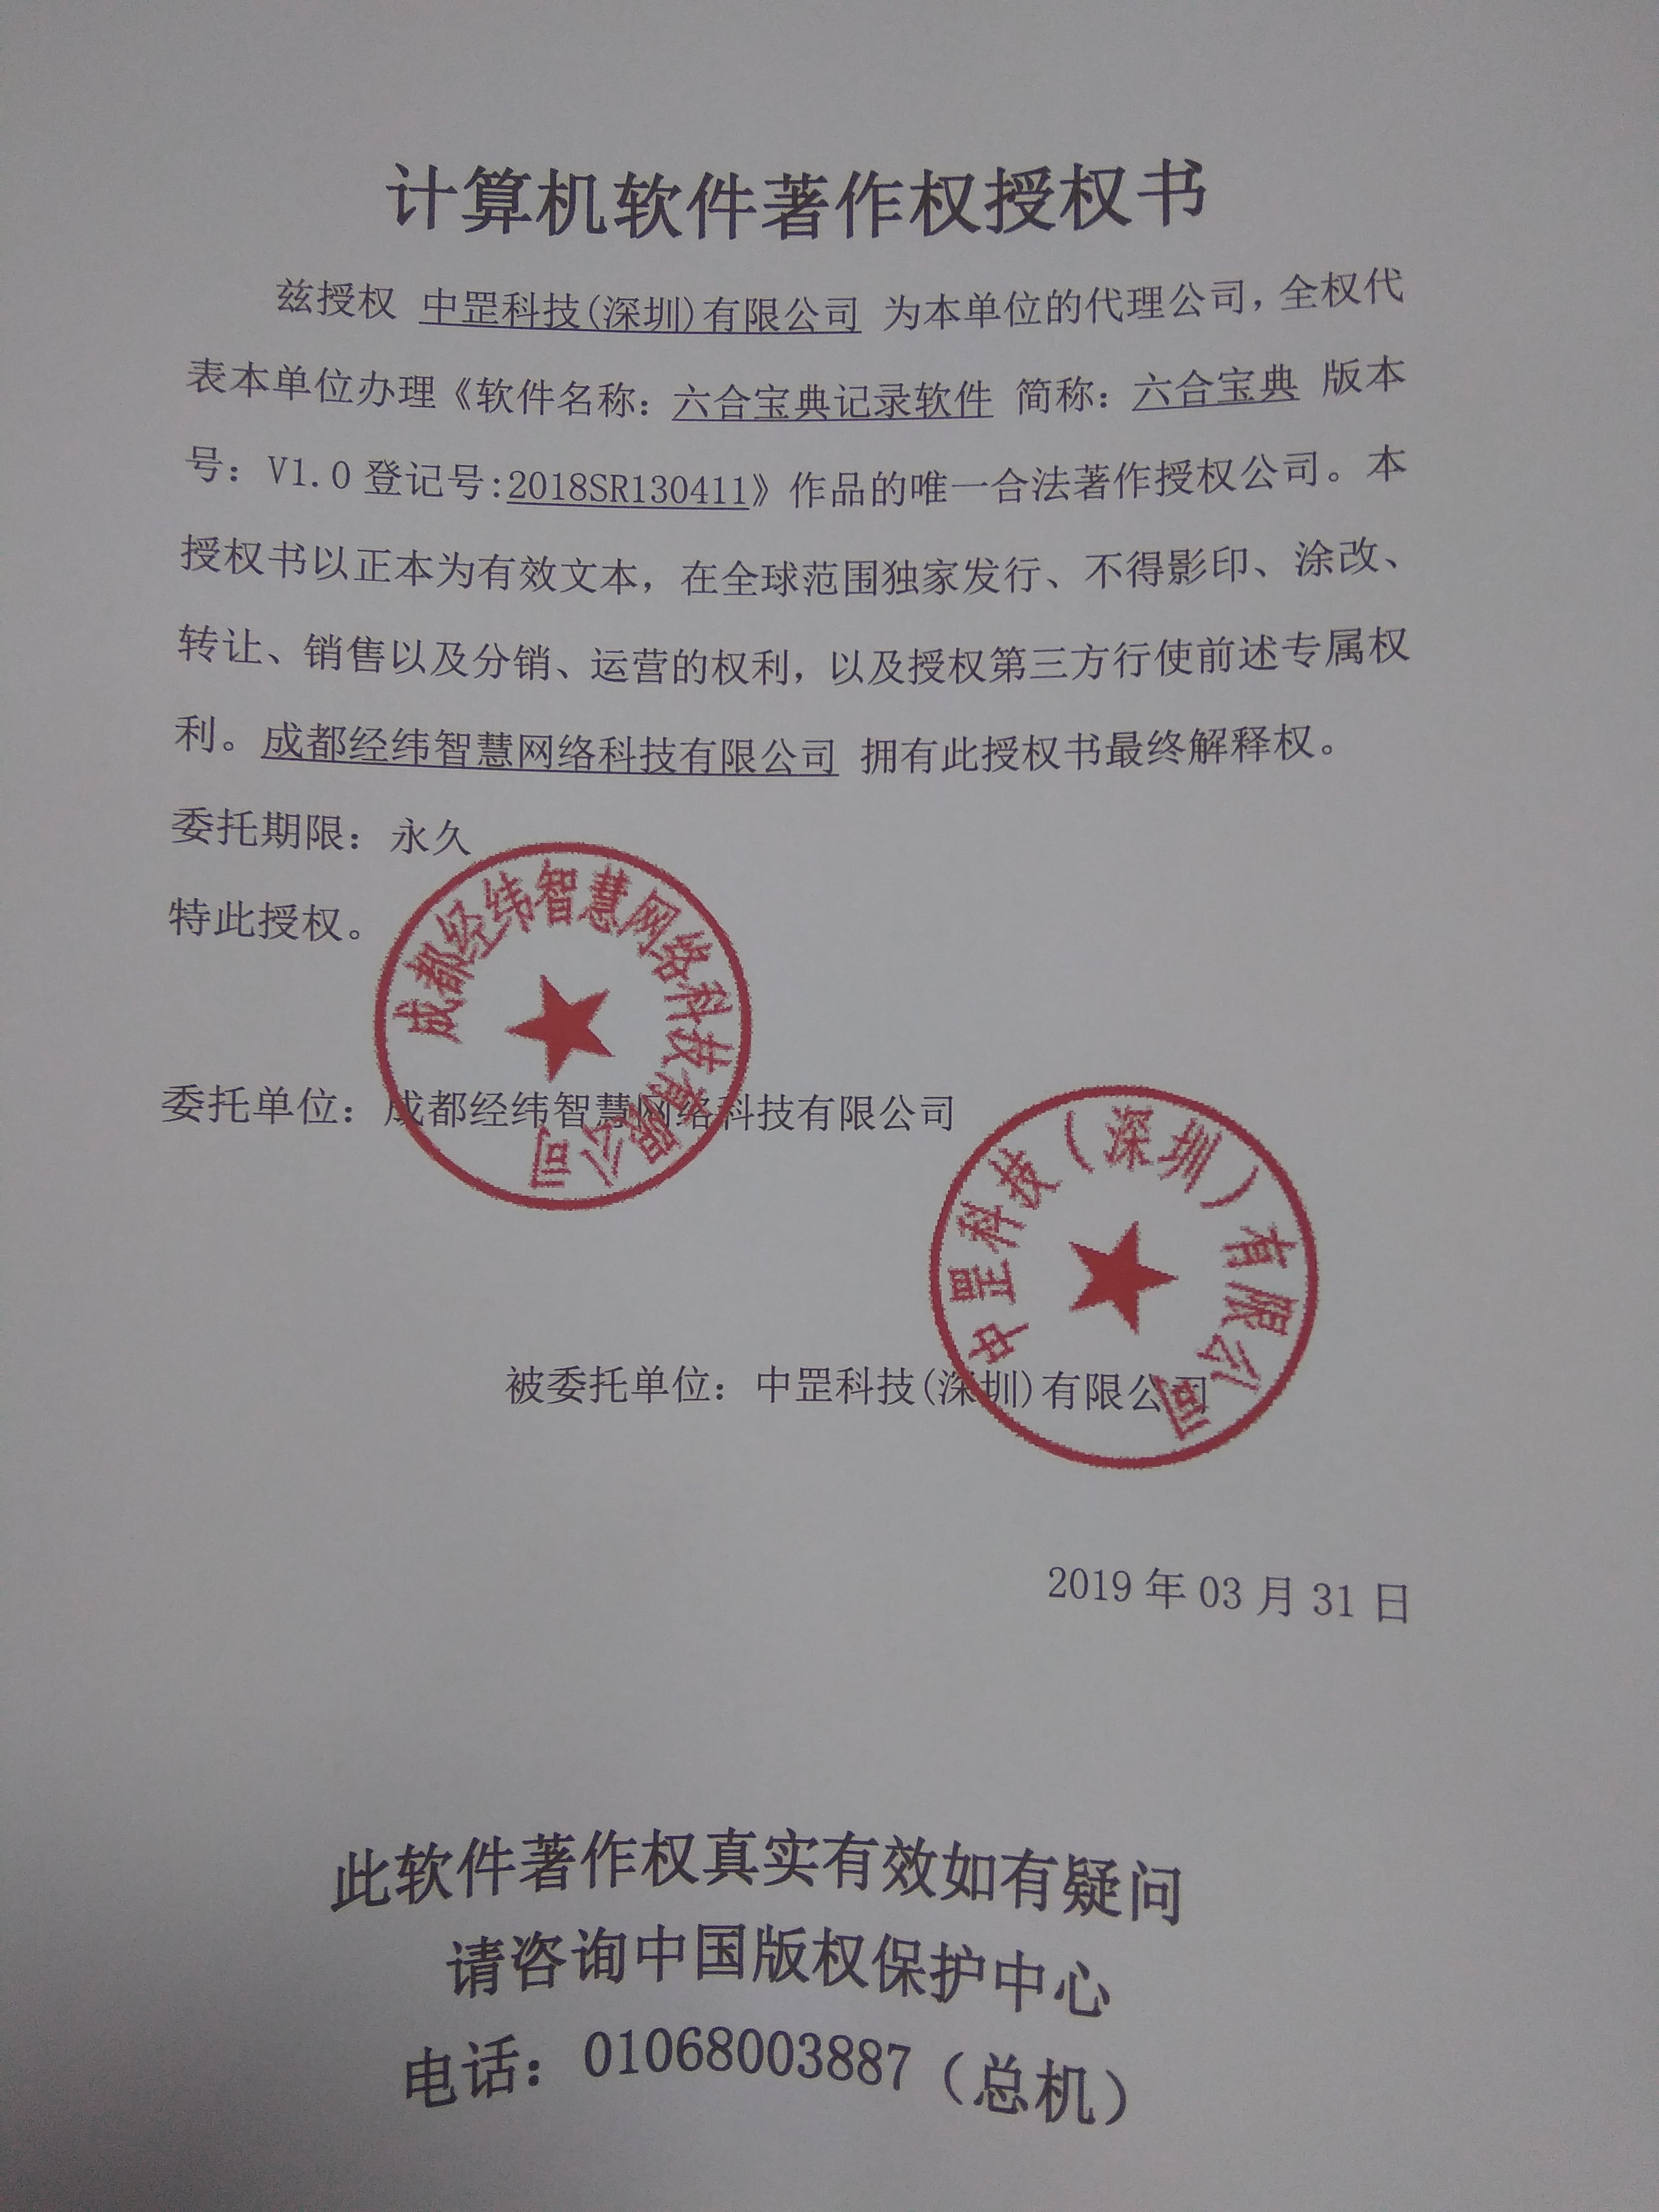 计算机软件著作权授权书
兹授权 中罡科技(深圳)有限公司 为本单位的代理公司，全权代
表本单位办理《软件名称：六合宝典记录软件 简称：六合宝典 版本
号：V1.0 登记号:2018SR130411》作品的唯一合法著作授权公司。本
授权书以正本为有效文本，在全球范围独家发行、不得影印、涂改、
转让、销售以及分销、运营的权利，以及授权第三方行使前述专属权
利。成都经纬智慧网络科技有限公司 拥有此授权书最终解释权。
委托期限：永久
特此授权。
成都经纬智慧网络科技有限公司
委托单位：成都经纬智慧网络科技有限公司
中罡科技（深圳）有限公司
被委托单位：中罡科技(深圳)有限公司
2019 年 03 月 31 日
此软件著作权真实有效如有疑问
请咨询中国版权保护中心
电话：01068003887（总机）